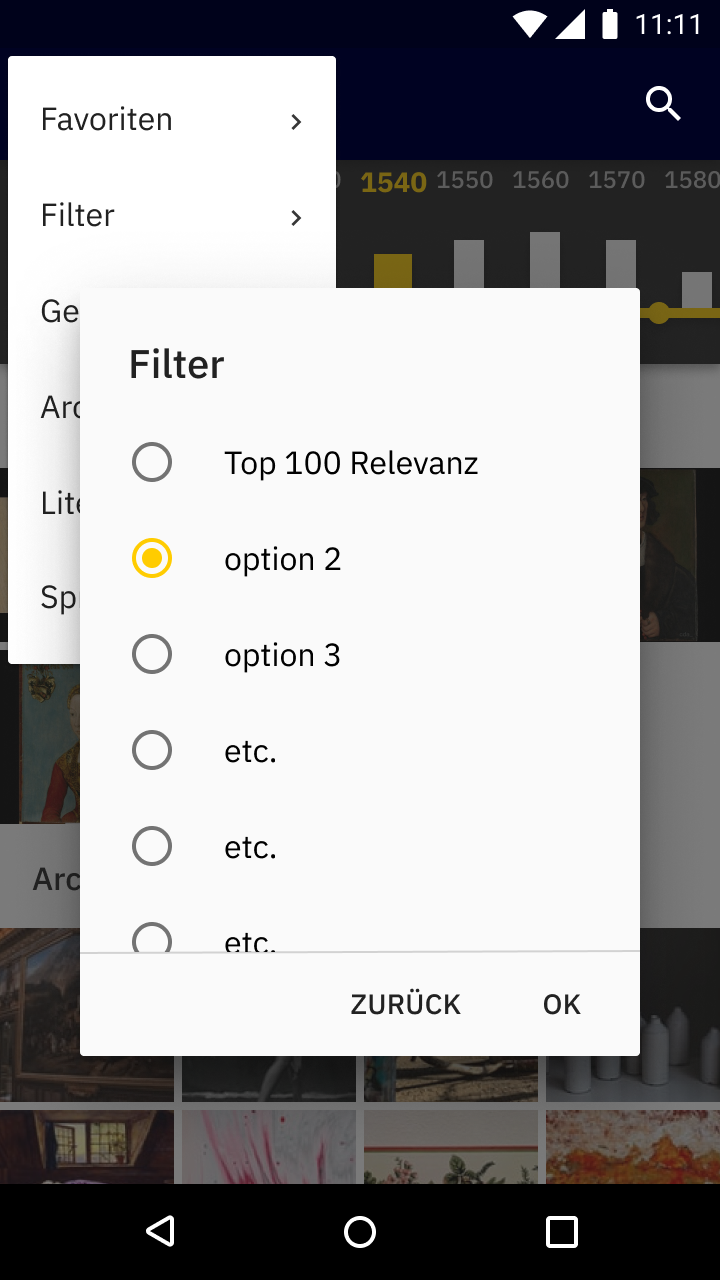 11:11
Favoriten
Filter
1540 1550 1560 1570 1580
Filter
Top 100 Relevanz
option 2
option 3
etc.
etc.
etc.
ZURÜCK OK